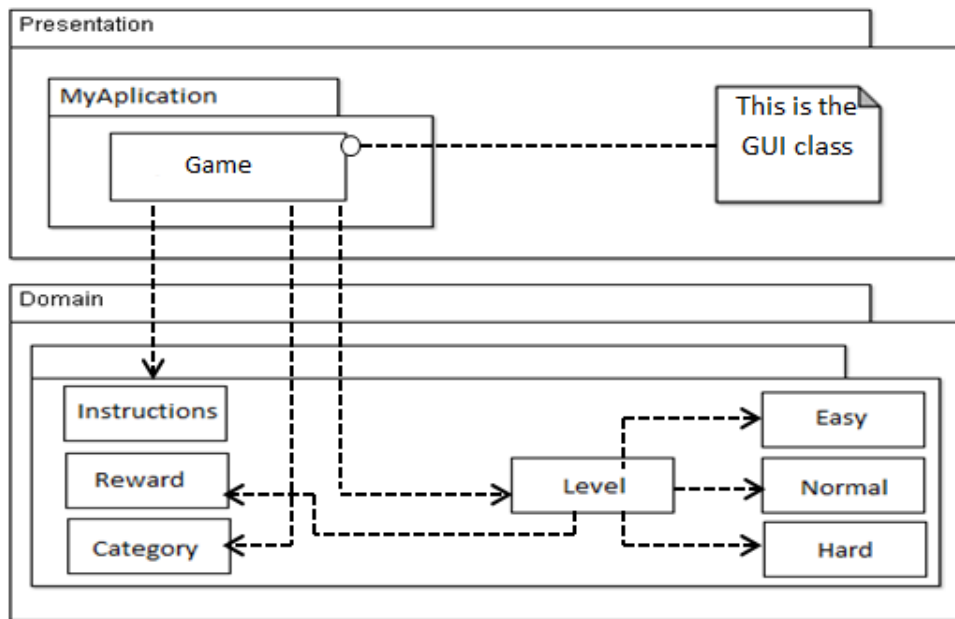 Presentation
MyAplication
Game
This is the
GUI class
Domain
Instructions
Reward
Category
Level
Easy
Normal
Hard